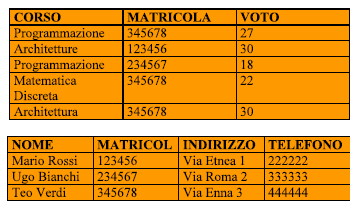 CORSO MATRICOLA VOTO
Programmazione 345678 27
Architetture 123456 30
Programmazione 234567 18
Matematica 345678 22
Discreta
Architettura 345678 30
NOME MATRICOL INDIRIZZO TELEFONO
Mario Rossi 123456 Via Etnea 1 222222
Ugo Bianchi 234567 Via Roma 2 333333
Teo Verdi 345678 Via Enna 3 444444